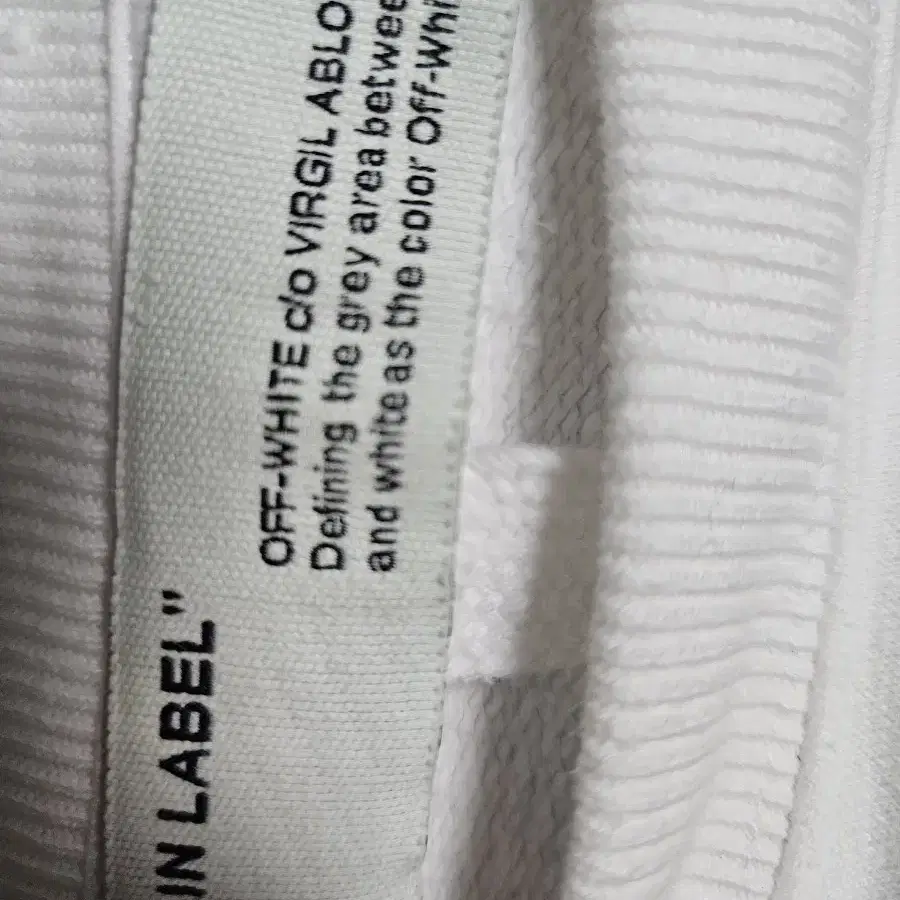 IN LABEL"
OFF-WHITE c/o VIRGIL ABLO
Defining the grey area betwee
and white as the color Off-Whi